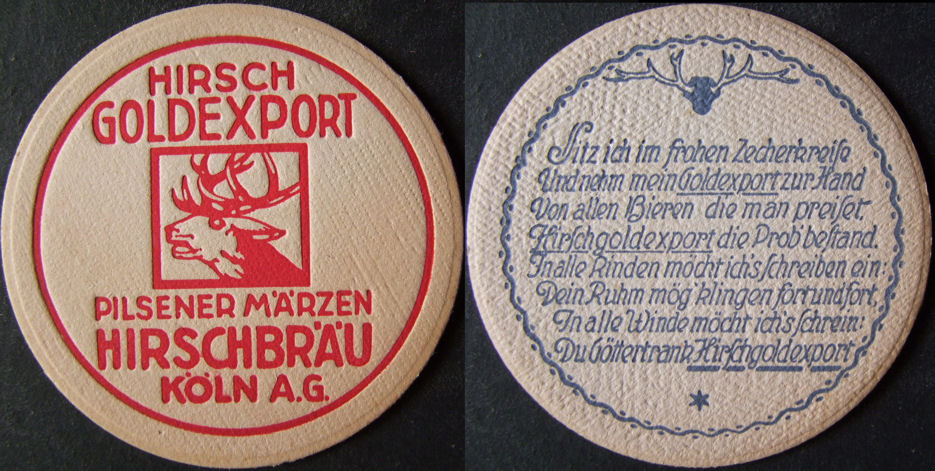 HIRSCH
GOLDEXPORT
PILSENER MÄRZEN
HIRSCHBRÄU
KÖLN A.G.
Sitz ich im frohen Zecherkreise
Und nehm mein Goldexport zur Hand
Von allen Bieren die man preiset
Hirschgoldexport die Prob' bestand.
In alle Rinden möcht ich's schreiben ein:
Dein Ruhm mög' klingen fort und fort,
In alle Winde möcht ich's schrein:
Du Göttertrank Hirschgoldexport